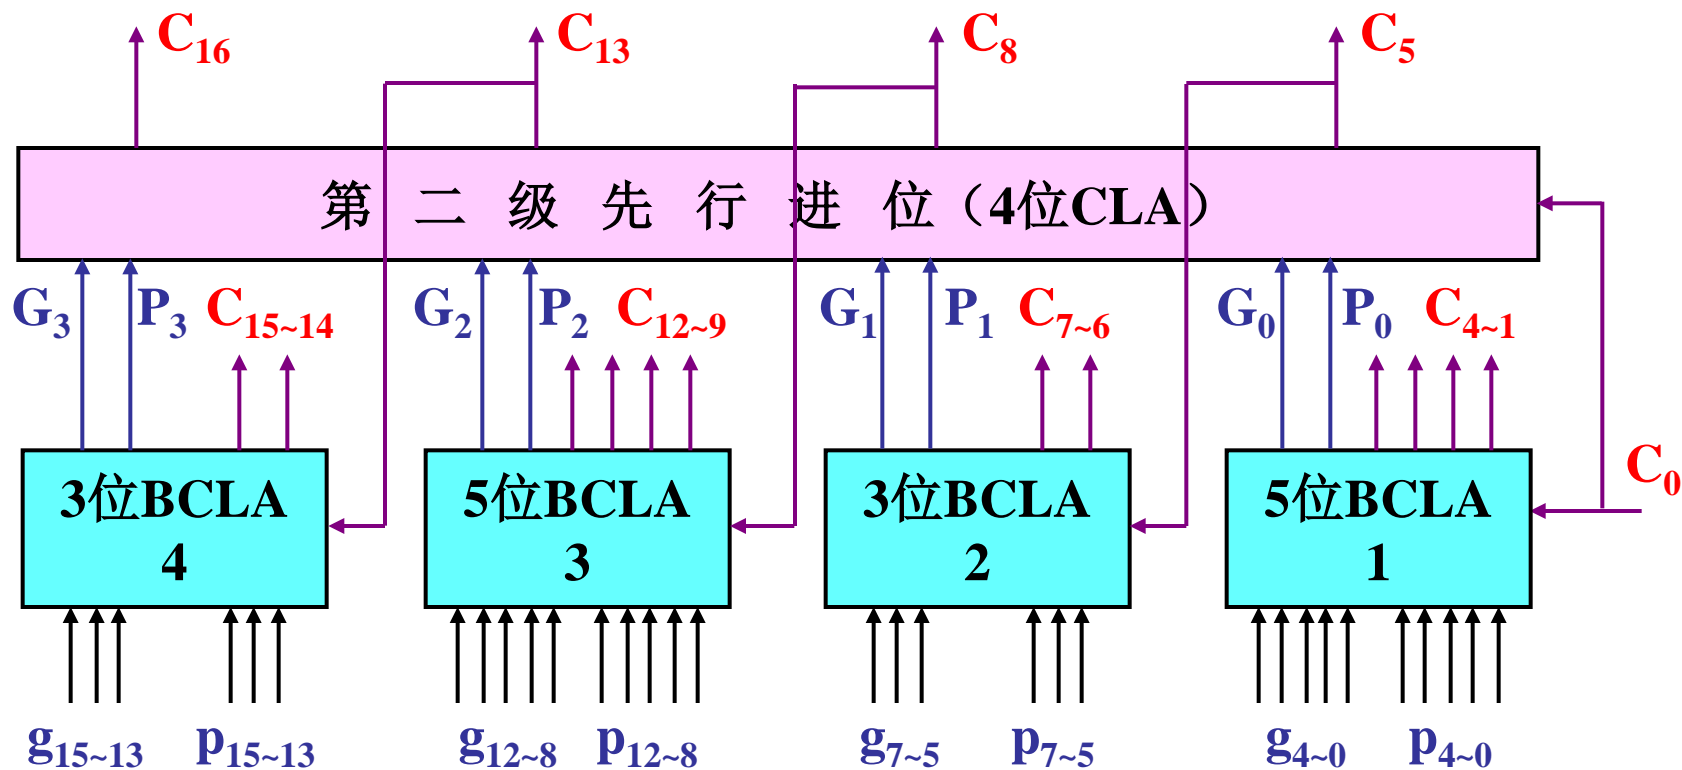 C16 C13 C8 C5
第二级先行进位（4位CLA）
G3 P3 C15~14 G2 P2 C12~9 G1 P1 C7~6 G0 P0 C4~1
C0
3位BCLA 5位BCLA 3位BCLA 5位BCLA
4 3 2 1
g15~13 p15~13 g12~8 p12~8 g7~5 p7~5 g4~0 p4~0